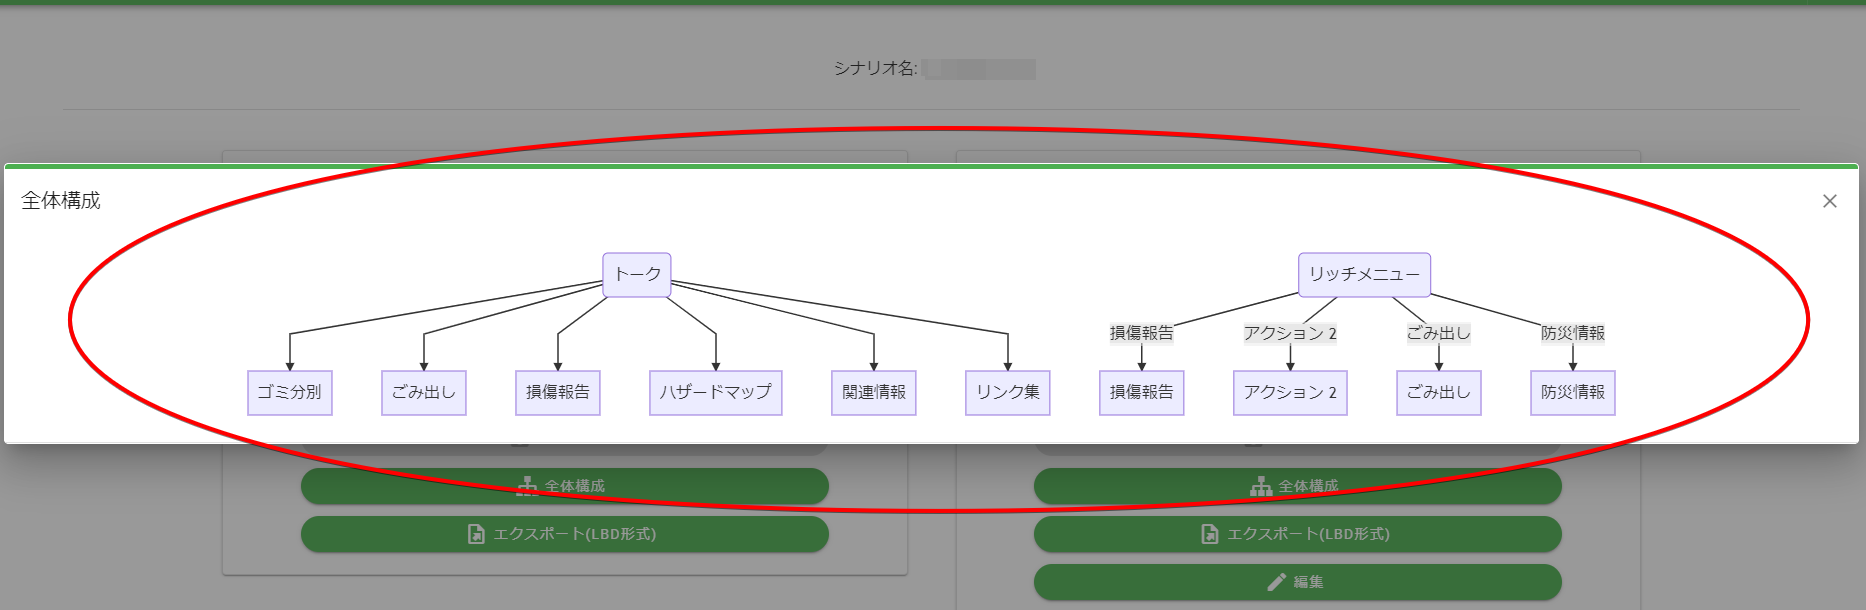 シナリオ名:
全体構成
トーク
リッチメニュー
損傷報告
アクション 2
ごみ出し
防災情報
ゴミ分別
ごみ出し
損傷報告
ハザードマップ
関連情報
リンク集
損傷報告
アクション 2
ごみ出し
防災情報
全体構成
全体構成
エクスポート(LBD形式)
エクスポート(LBD形式)
編集